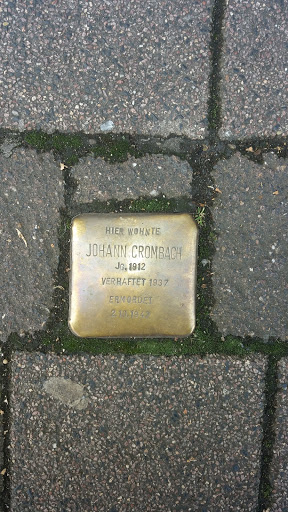 HIER WOHNTE
JOHANN CROMBACH
JG. 1912
VERHAFTET 1937
ERMORDET